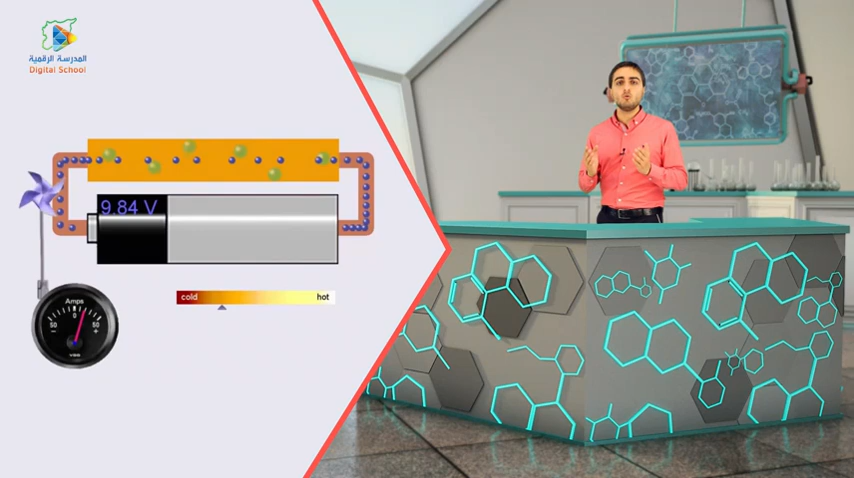 المدرسة الرقمية
Digital School
9.84 V
cold
hot
Amps
0
50
50
-
+